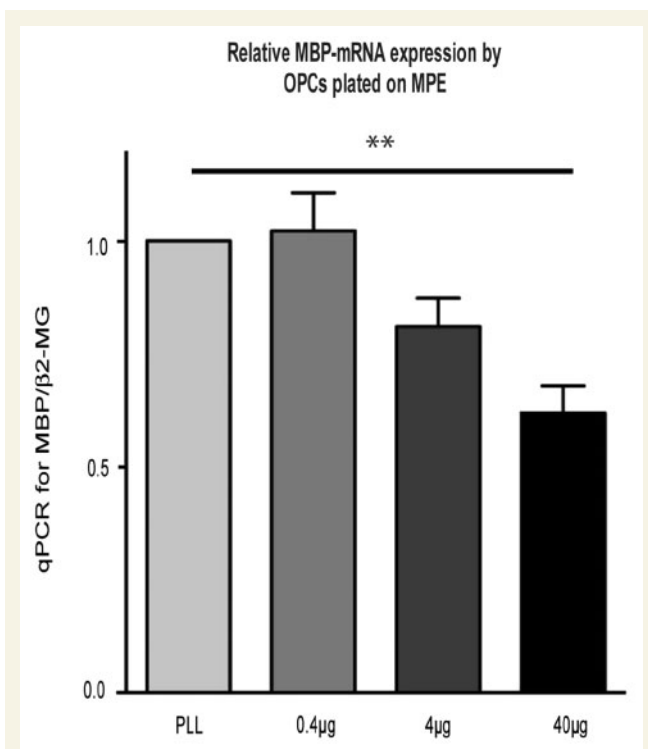 Relative MBP-mRNA expression by
OPCs plated on MPE
**
1.0
0.5
0.0
qPCR for MBP/β2-MG
PLL 0.4µg 4µg 40µg